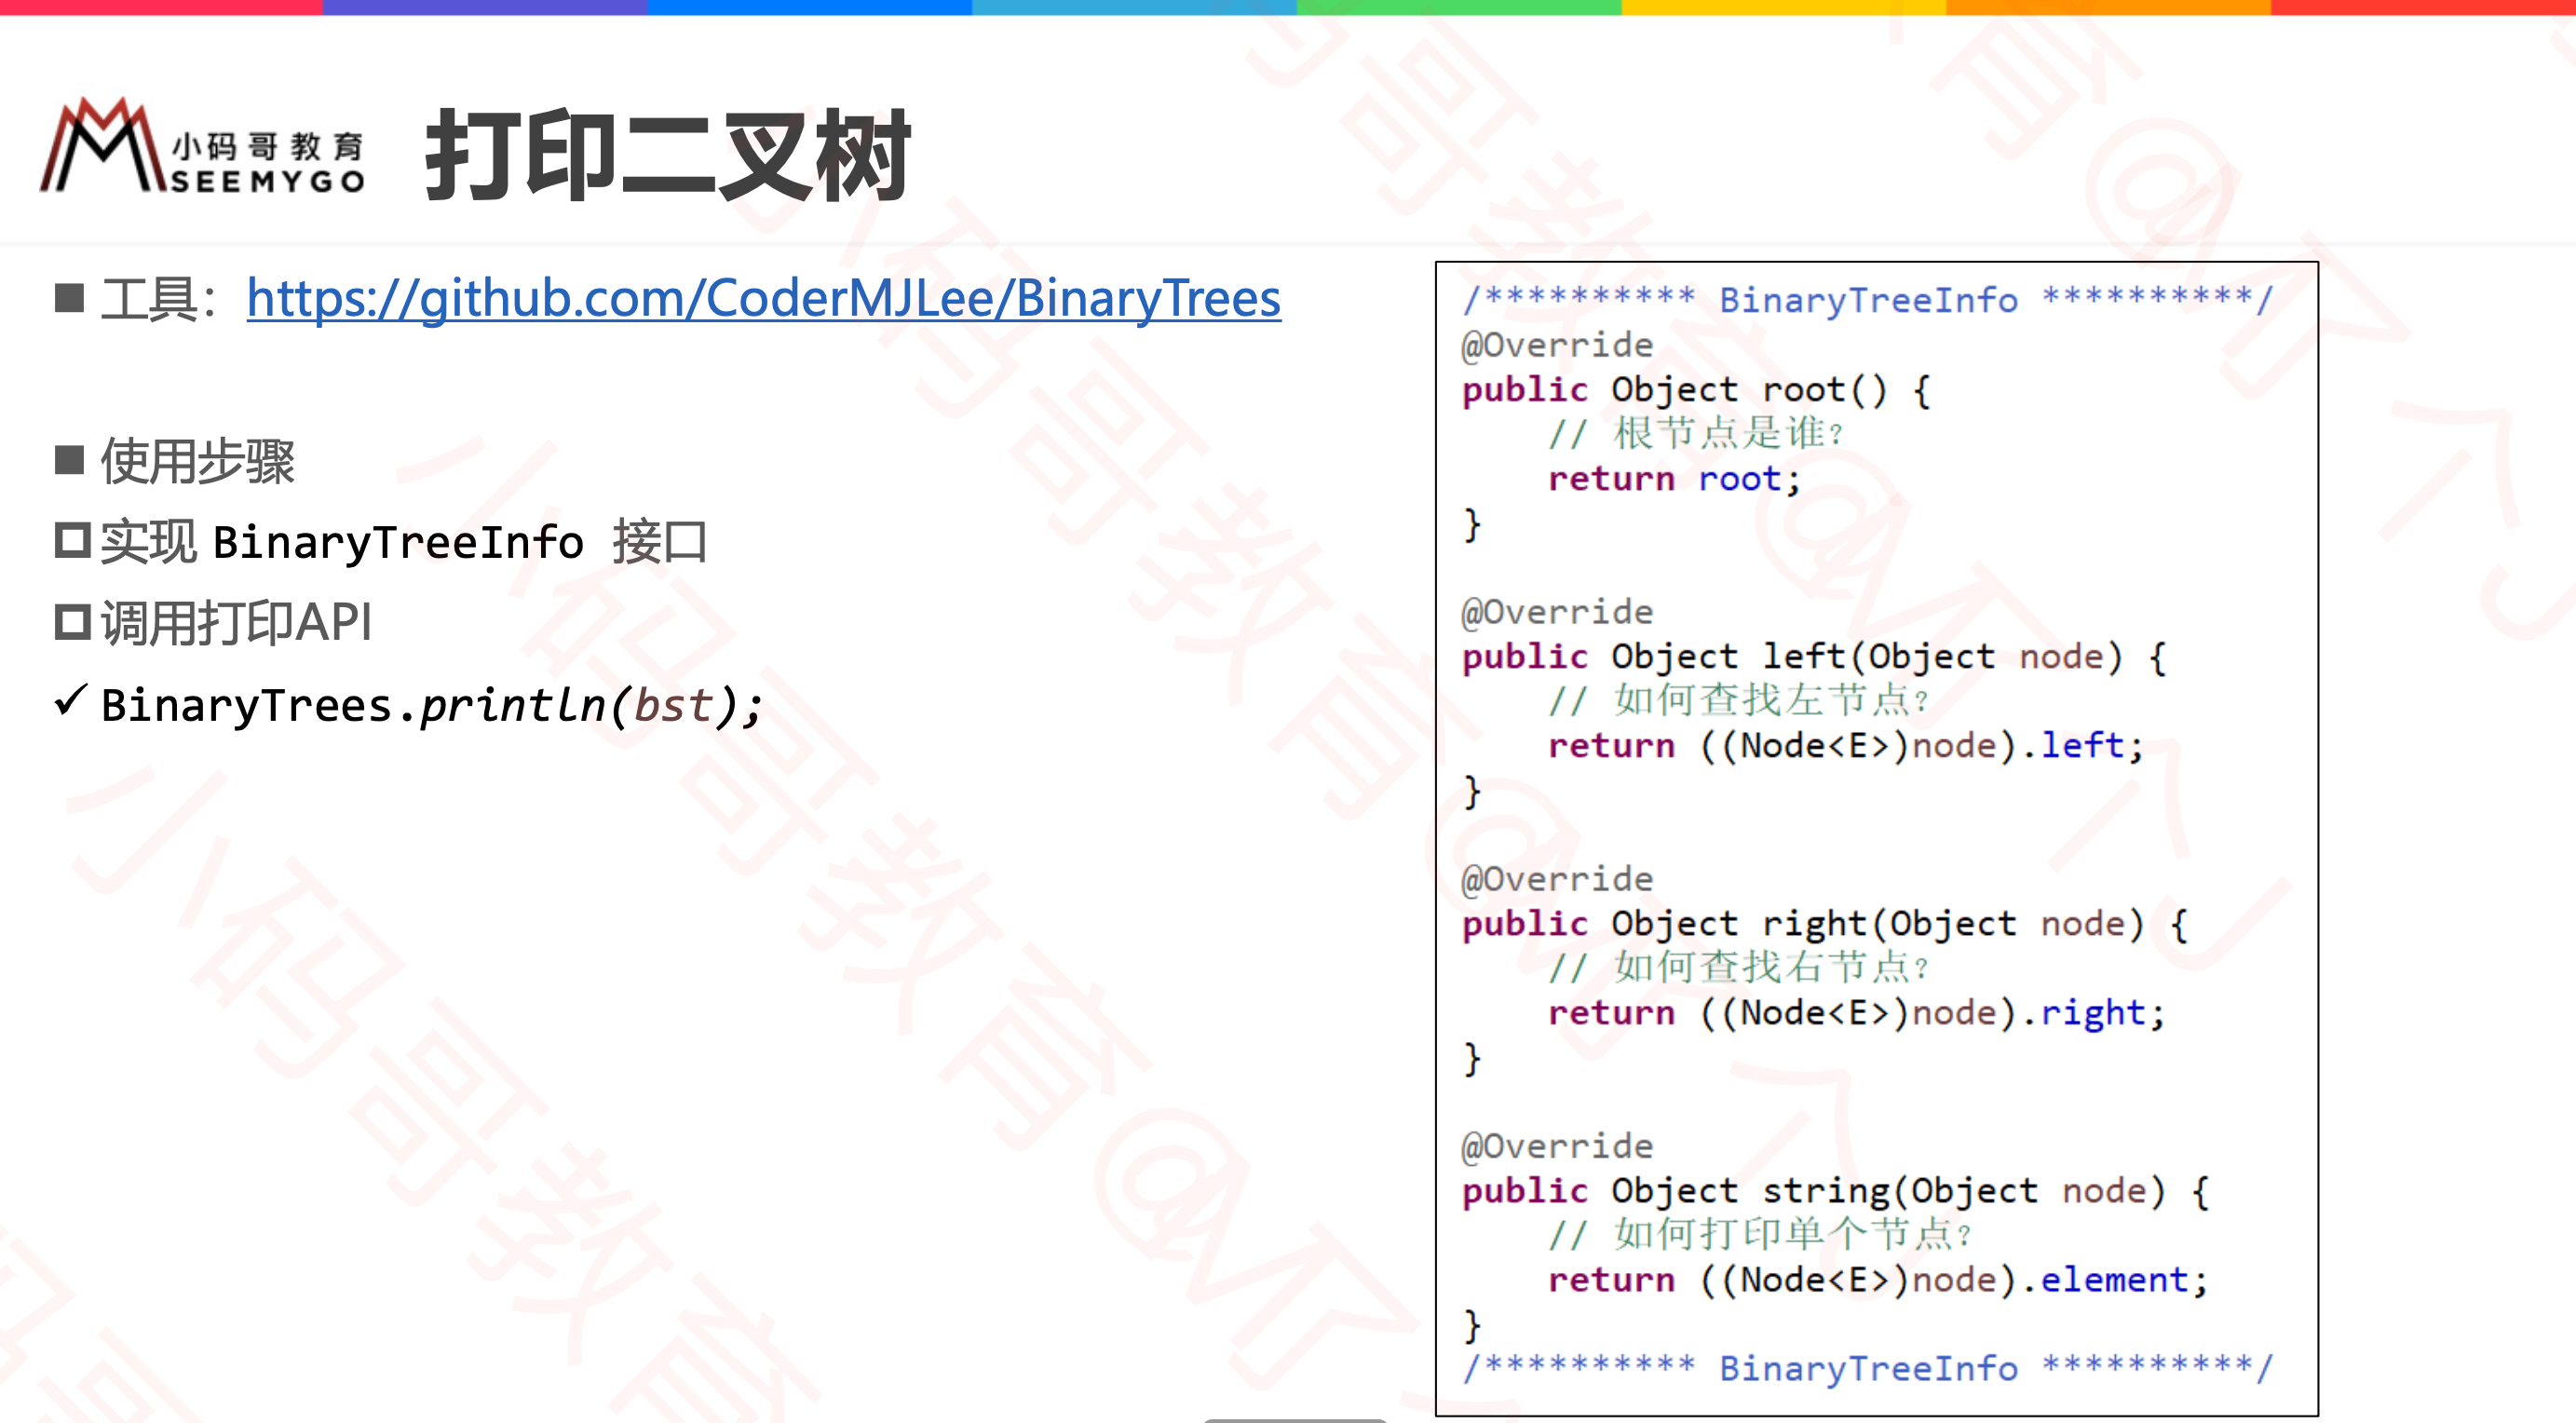 小码哥教育
SEEMYGO
打印二叉树
工具：https://github.com/CoderMJLee/BinaryTrees
使用步骤
实现 BinaryTreeInfo 接口
调用打印API
BinaryTrees.println(bst);
/********** BinaryTreeInfo **********/
@Override
public Object root() {
// 根节点是谁?
return root;
}
@Override
public Object left(Object node) {
// 如何查找左节点?
return ((Node<E>)node).left;
}
@Override
public Object right(Object node) {
// 如何查找右节点?
return ((Node<E>)node).right;
}
@Override
public Object string(Object node) {
// 如何打印单个节点?
return ((Node<E>)node).element;
}
/********** BinaryTreeInfo **********/